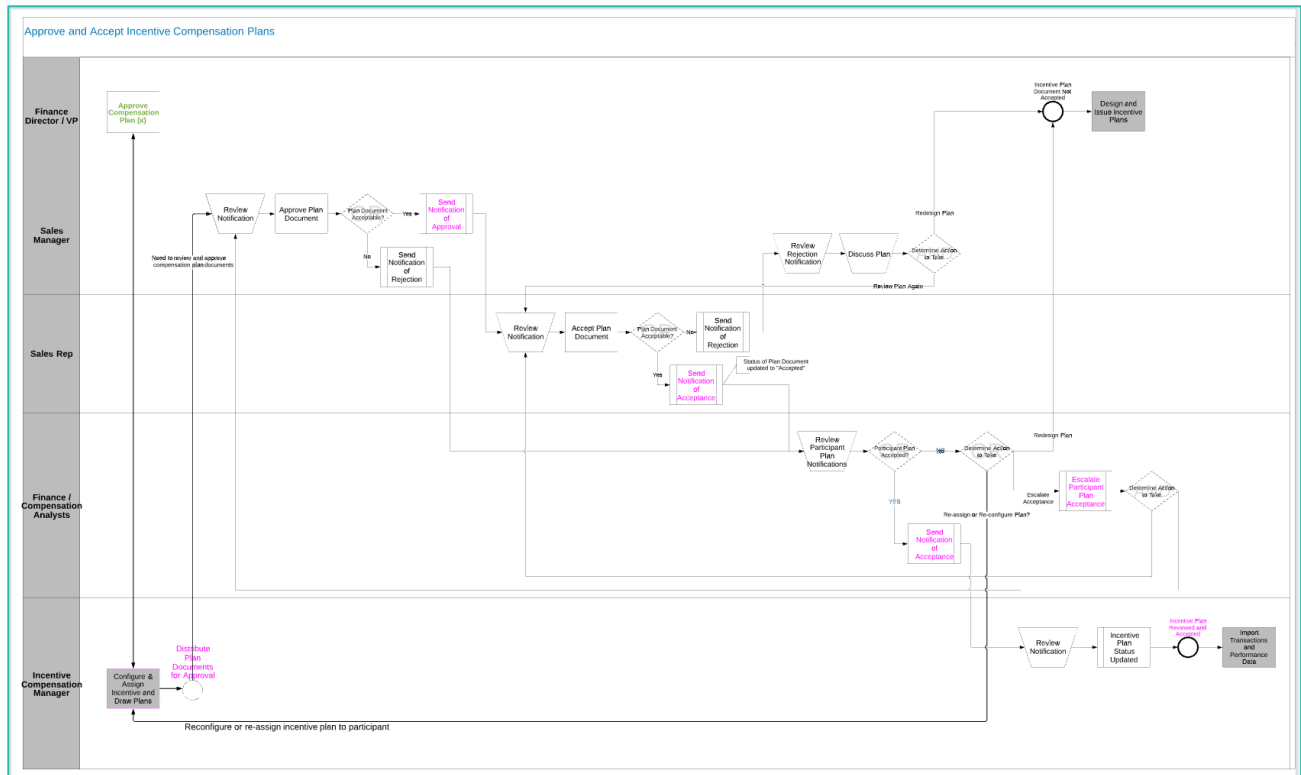 Approve and Accept Incentive Compensation Plans
Finance
Director / VP
Approve
Compensation
Plan (s)
Incentive Plan
Document Not
Accepted
Design and
Issue Incentive
Plans
Sales
Manager
Review
Notification
Approve Plan
Document
Plan Document
Acceptable?
Yes
Send
Notification
of
Approval
No
Send
Notification
of
Rejection
Need to review and approve
compensation plan documents
Review
Rejection
Notification
Discuss Plan
Determine Action
to Take
Redesign Plan
Review Plan Again
Sales Rep
Review
Notification
Accept Plan
Document
Plan Document
Acceptable?
No
Send
Notification
of
Rejection
Yes
Send
Notification
of
Acceptance
Status of Plan Document
updated to "Accepted"
Finance /
Compensation
Analysts
Review
Participant
Plan
Notifications
Participant Plan
Accepted?
NO
Determine Action
to Take
Redesign Plan
YES
Send
Notification
of
Acceptance
Re-assign or Re-configure Plan?
Escalate
Acceptance
Escalate
Participant
Plan
Acceptance
Determine Action
to Take
Incentive
Compensation
Manager
Configure &
Assign
Incentive and
Draw Plans
Distribute
Plan
Documents
for Approval
Reconfigure or re-assign incentive plan to participant
Review
Notification
Incentive
Plan
Status
Updated
Incentive Plan
Reviewed and
Accepted
Import
Transactions
and
Performance
Data